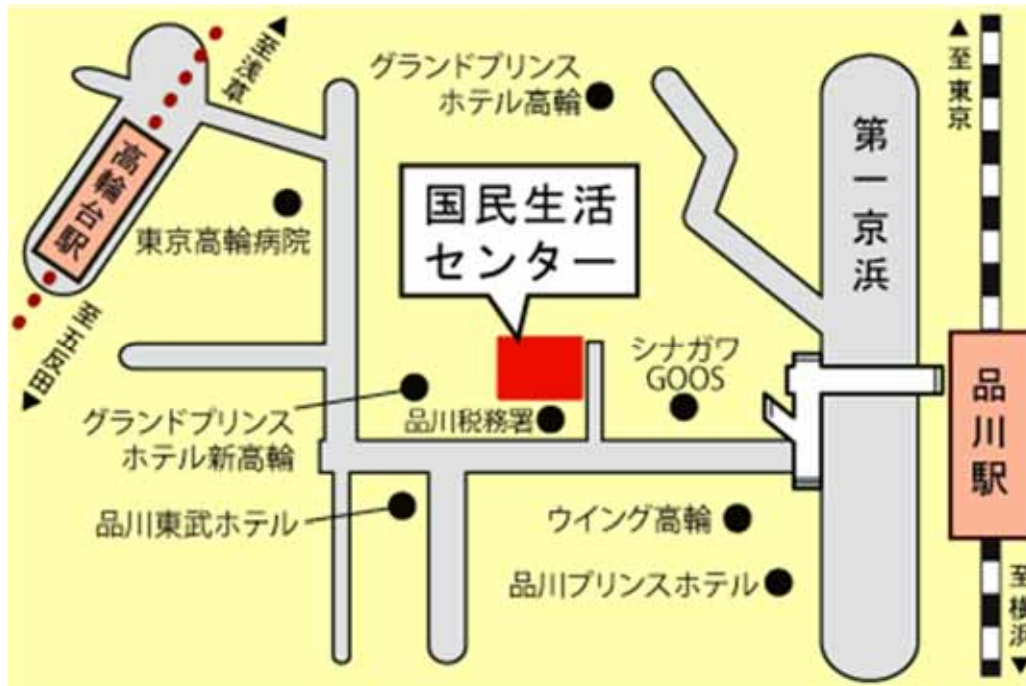 ▲至浅草
グランドプリンス
ホテル高輪
▲至東京
高輪台駅
第一京浜
国民生活
センター
東京高輪病院
至五反田▼
シナガワ
GOOS
グランドプリンス
ホテル新高輪
品川税務署
品川駅
品川東武ホテル
ウイング高輪
品川プリンスホテル
至横浜▼